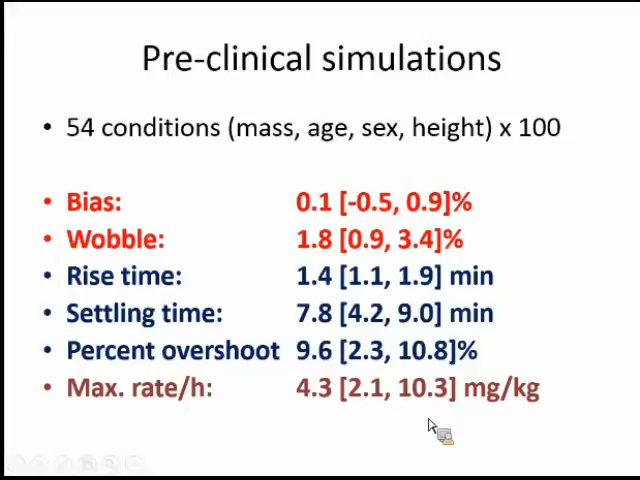 Pre-clinical simulations
• 54 conditions (mass, age, sex, height) x 100
• Bias: 0.1 [-0.5, 0.9]%
• Wobble: 1.8 [0.9, 3.4]%
• Rise time: 1.4 [1.1, 1.9] min
• Settling time: 7.8 [4.2, 9.0] min
• Percent overshoot 9.6 [2.3, 10.8]%
• Max. rate/h: 4.3 [2.1, 10.3] mg/kg